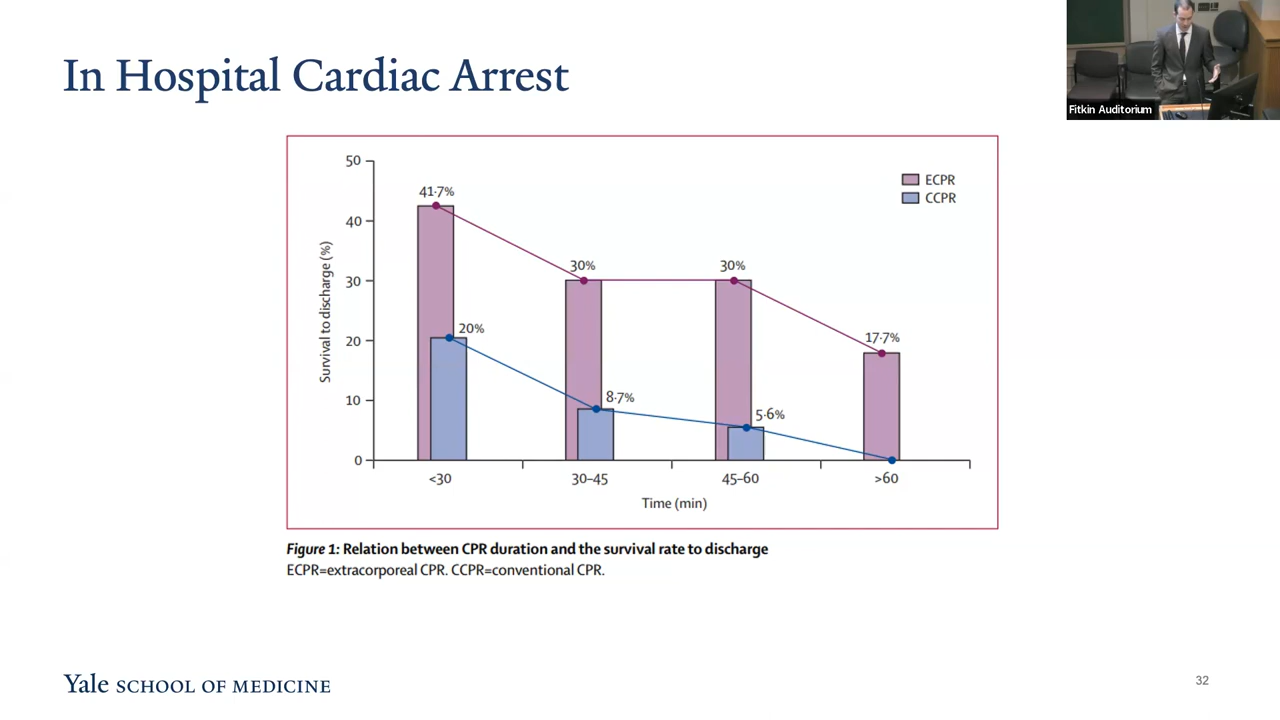 In Hospital Cardiac Arrest
Fitkin Auditorium
50
40
30
20
10
0
Survival to discharge (%)
41·7%
20%
30%
8·7%
30%
5·6%
17·7%
ECPR
CCPR
<30
30–45
45–60
>60
Time (min)
Figure 1: Relation between CPR duration and the survival rate to discharge
ECPR=extracorporeal CPR. CCPR=conventional CPR.
Yale SCHOOL OF MEDICINE
32